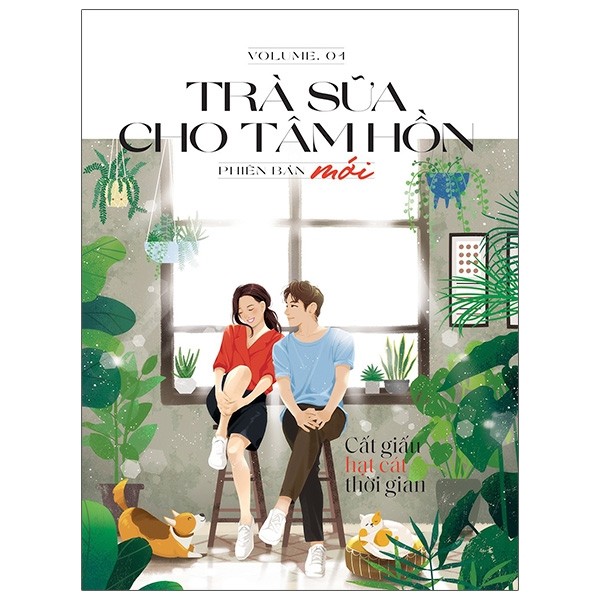 VOLUME. 04
TRÀ SỮA
CHO TÂM HỒN
PHIÊN BẢN mới
Cất giấu
hạt cát
thời gian